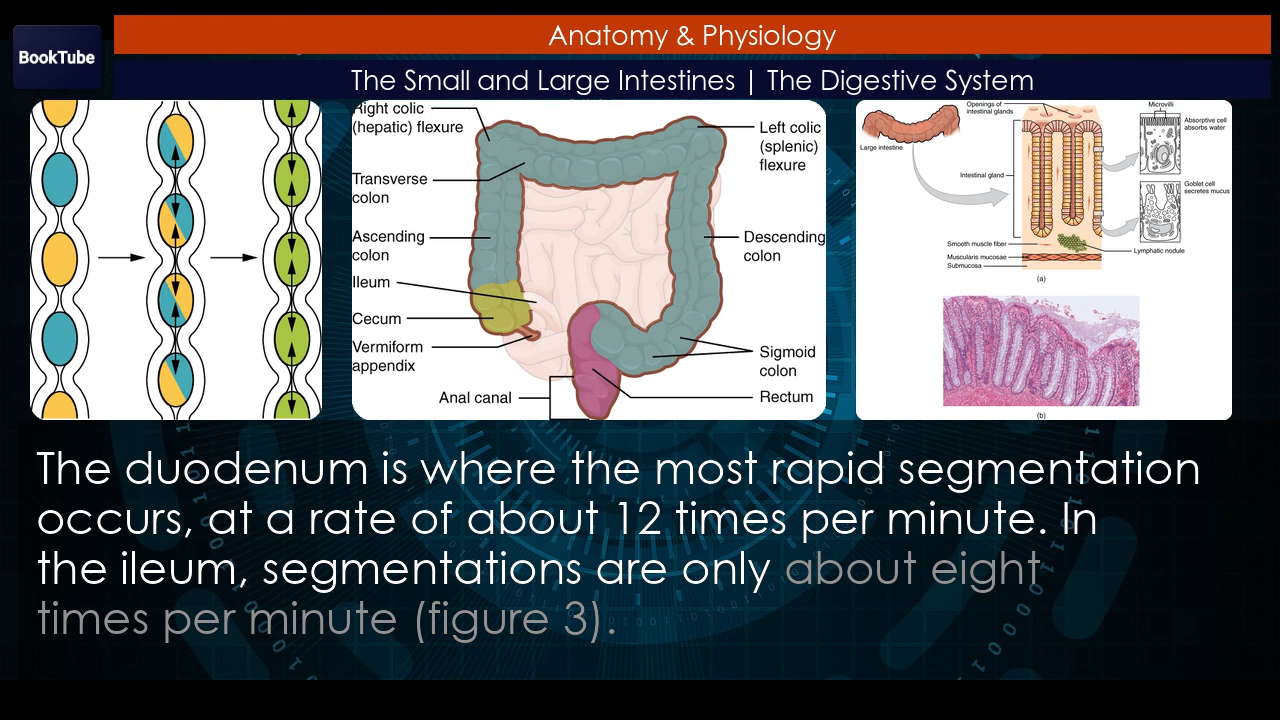 BookTube
Anatomy & Physiology
The Small and Large Intestines | The Digestive System
Right colic
(hepatic) flexure
Transverse
colon
Ascending
colon
Ileum
Cecum
Vermiform
appendix
Anal canal
Left colic
(splenic)
flexure
Descending
colon
Sigmoid
colon
Rectum
Openings of
intestinal glands
Large intestine
Intestinal gland
Smooth muscle fiber
Muscularis mucosae
Submucosa
Microvilli
Absorptive cell
absorbs water
Goblet cell
secretes mucus
Lymphatic nodule
(a)
(b)
The duodenum is where the most rapid segmentation
occurs, at a rate of about 12 times per minute. In
the ileum, segmentations are only about eight
times per minute (figure 3).